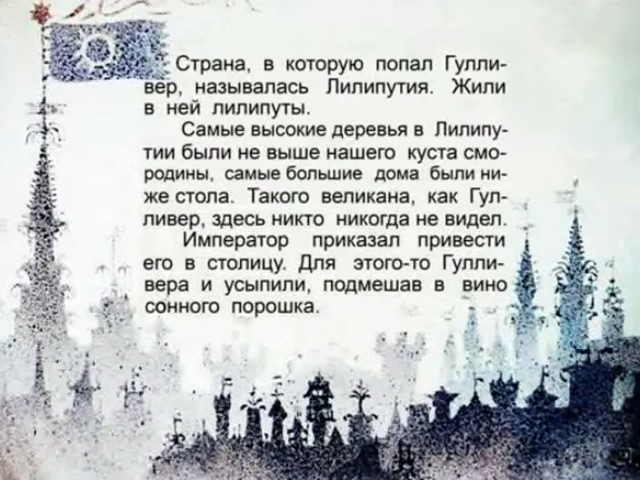 Страна, в которую попал Гулли-
вер, называлась Лилипутия. Жили
в ней лилипуты.
Самые высокие деревья в Лилипу-
тии были не выше нашего куста смо-
родины, самые большие дома были ни-
же стола. Такого великана, как Гул-
ливер, здесь никто никогда не видел.
Император приказал привести
его в столицу. Для этого-то Гулли-
вера и усыпили, подмешав в вино
сонного порошка.